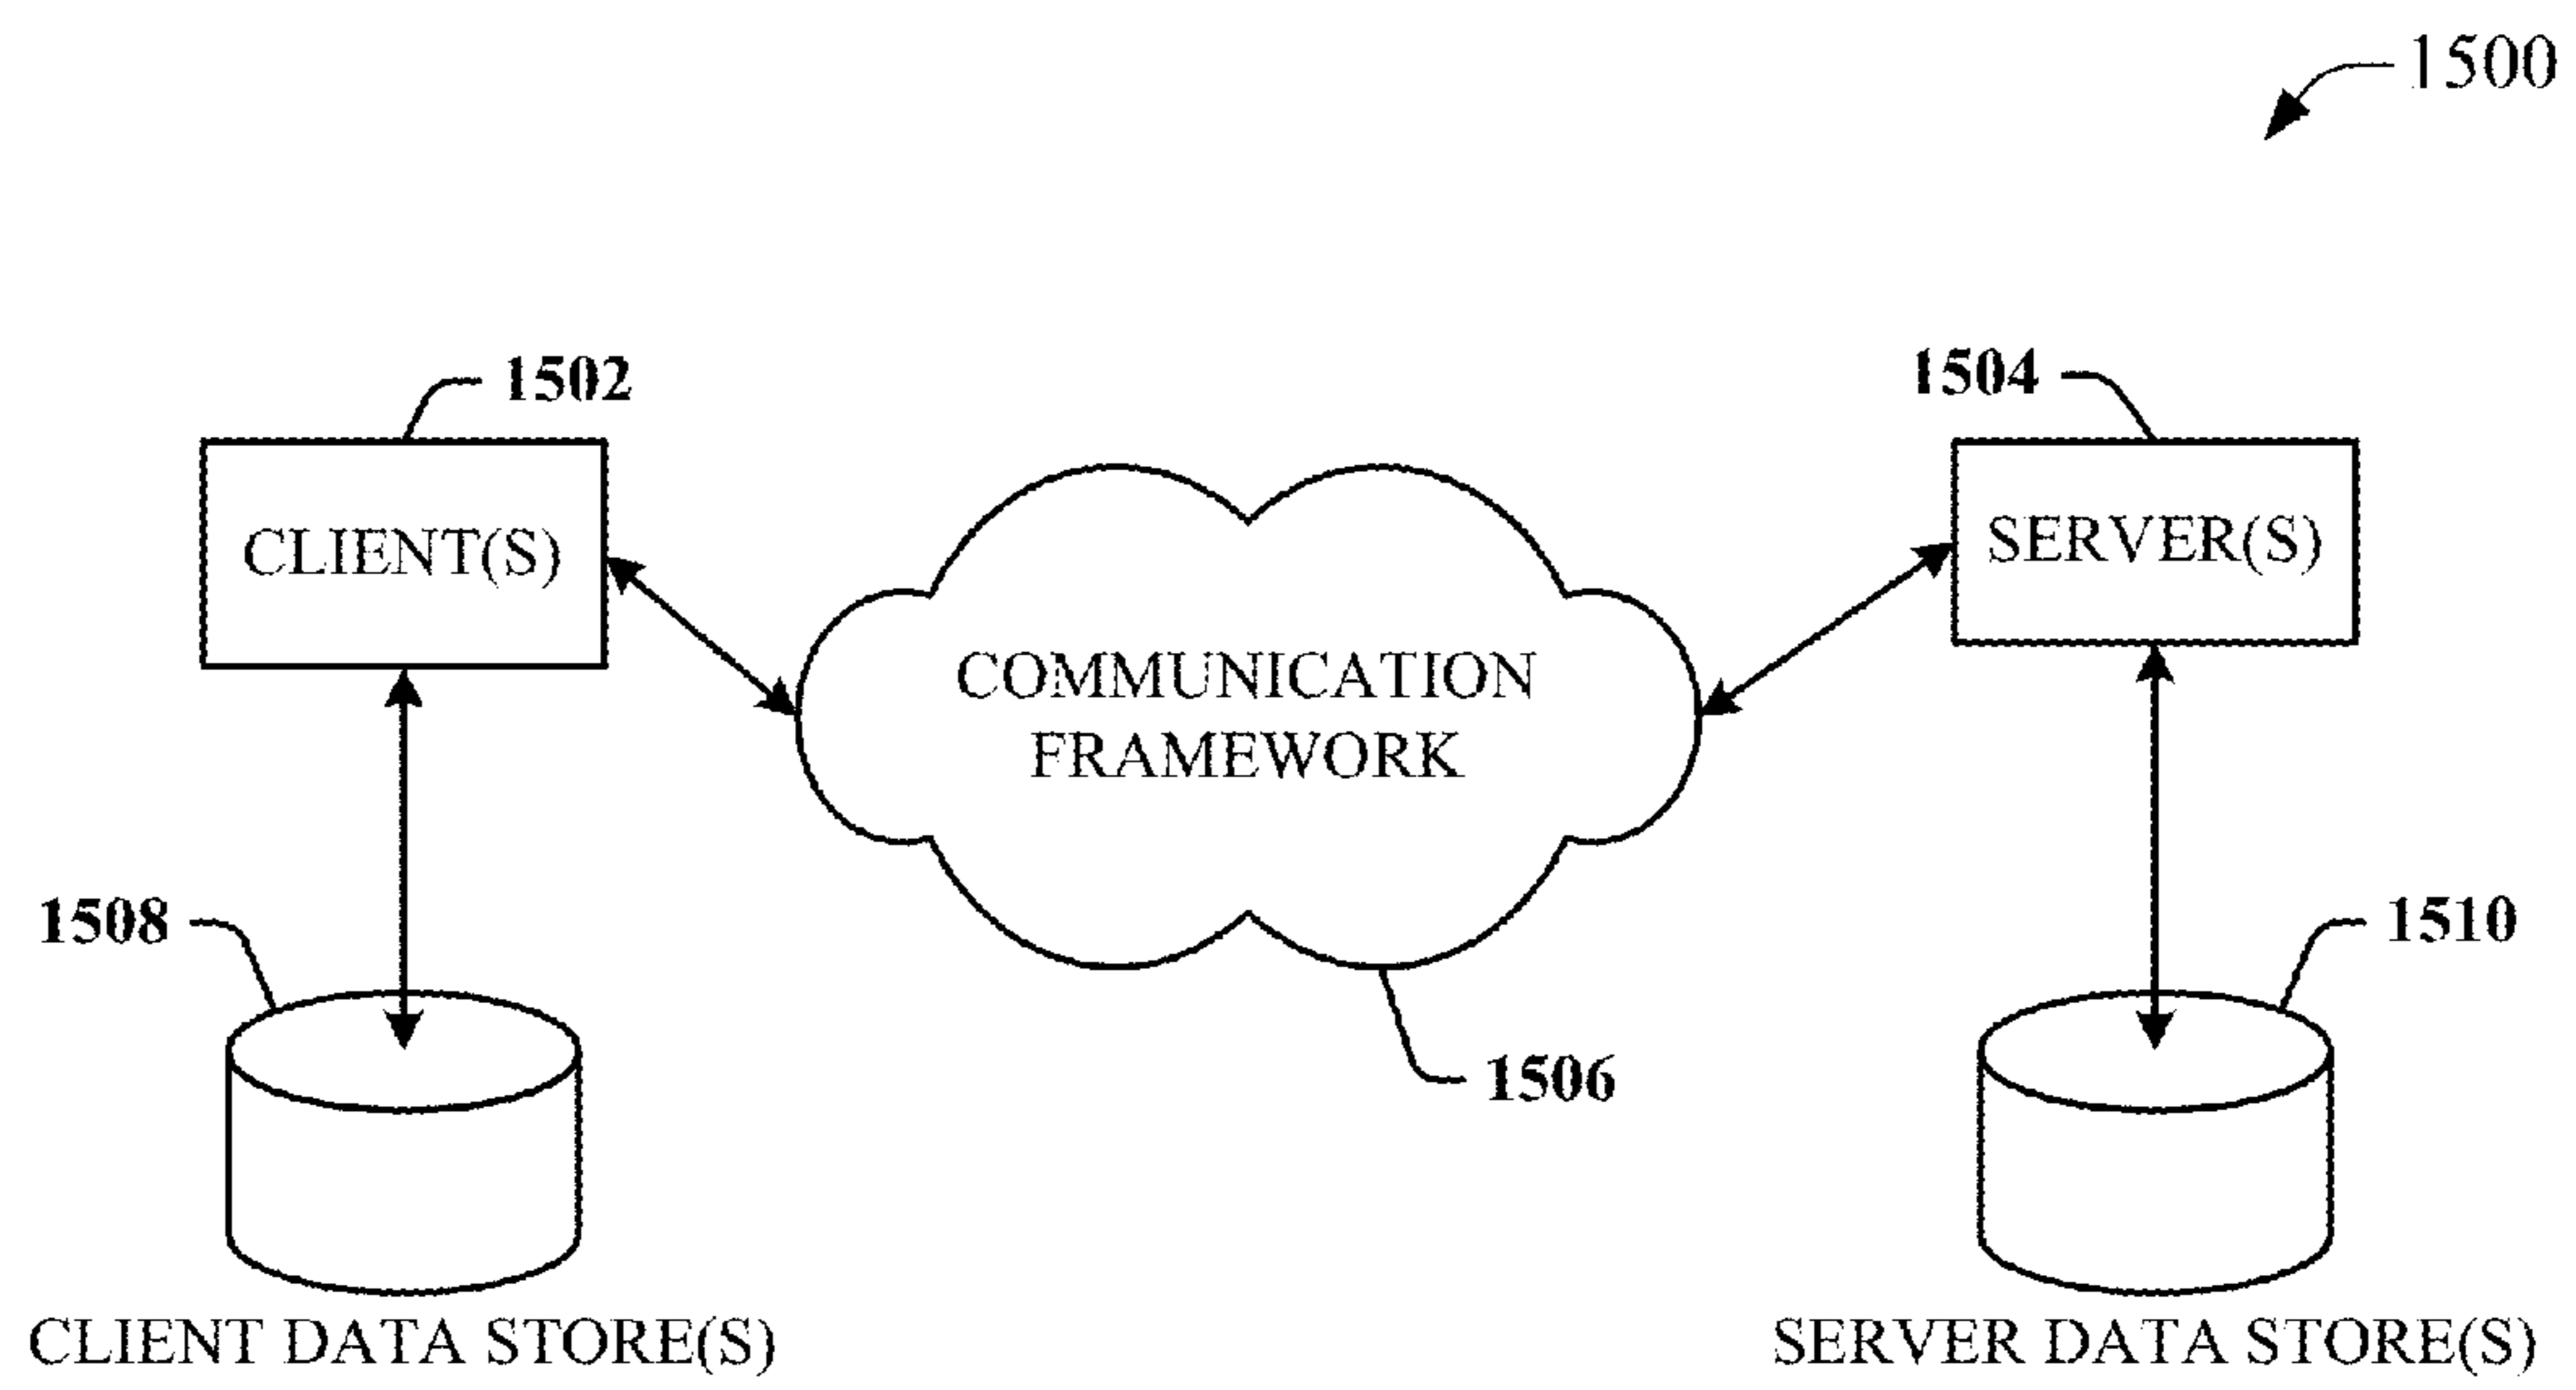 1500
1502
1504
CLIENT(S)
SERVER(S)
COMMUNICATION
FRAMEWORK
1508
1510
1506
CLIENT DATA STORE(S)
SERVER DATA STORE(S)